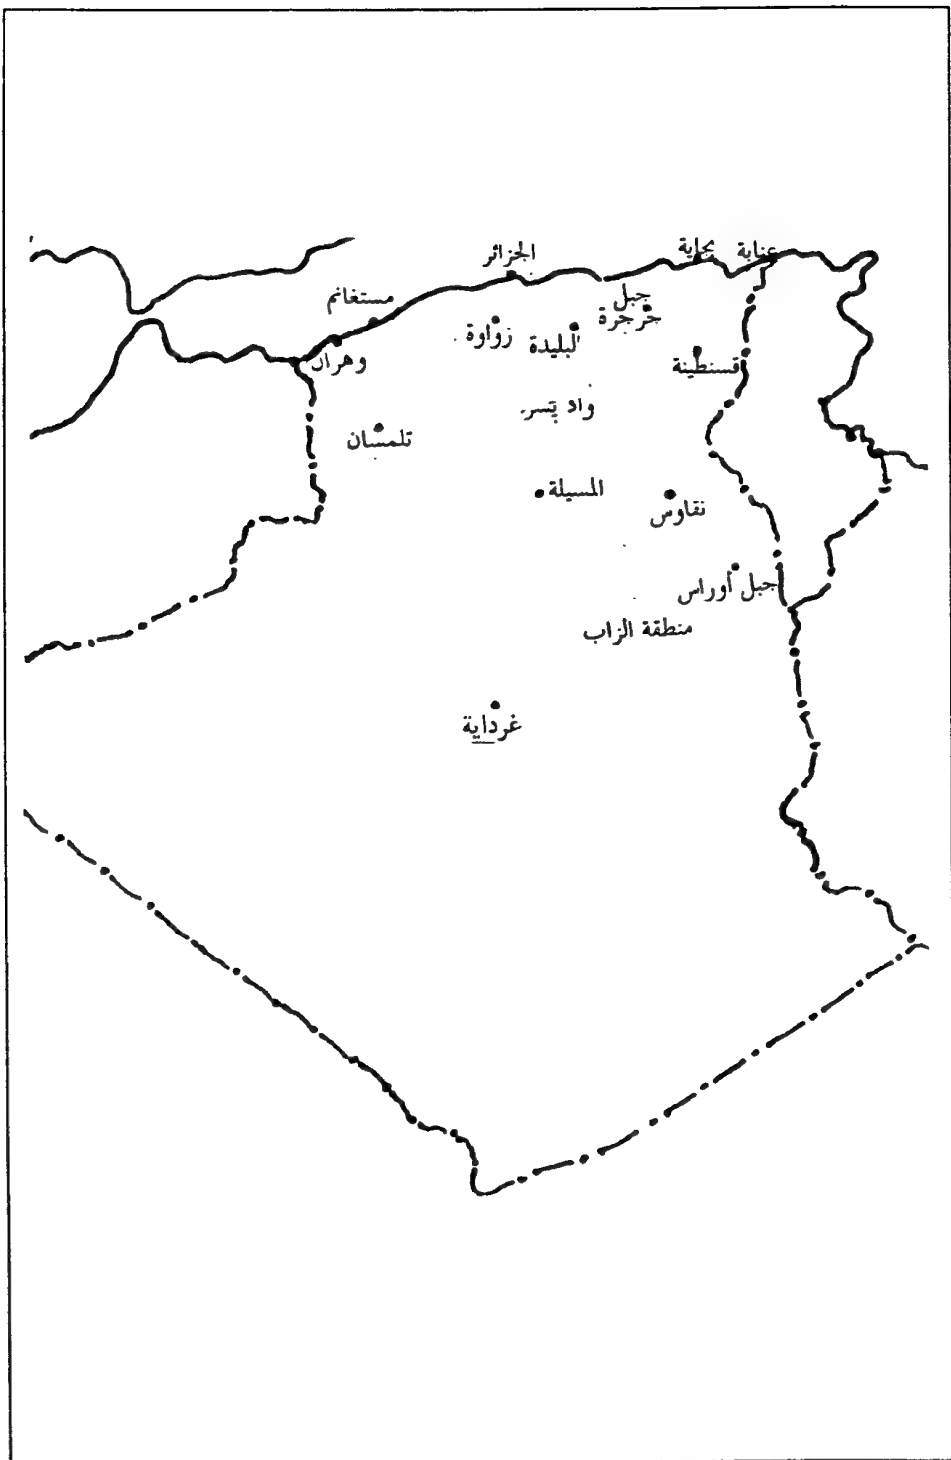 عنابة
بجاية
الجزائر
جبل
جرجرة
مستغانم
زواوة
البليدة
وهران
قسنطينة
واد يسر
تلمسان
المسيلة
نقاوس
جبل أوراس
منطقة الزاب
غرداية